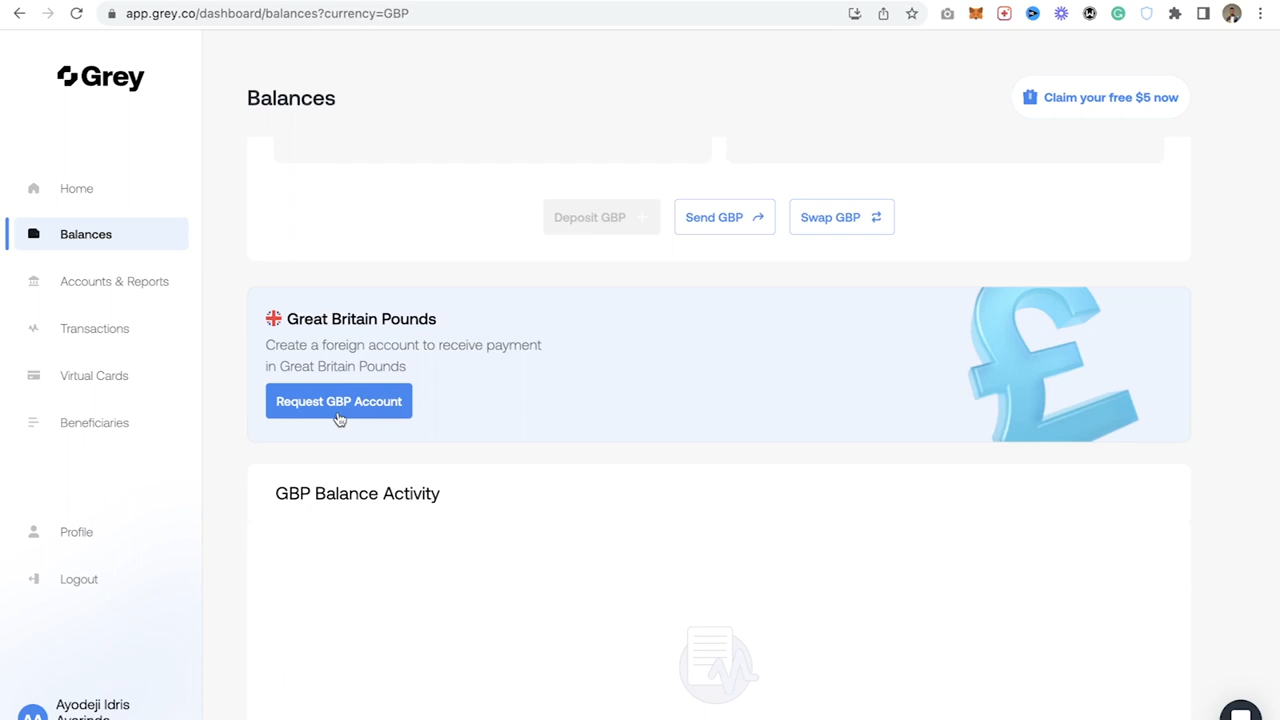 app.grey.co/dashboard/balances?currency=GBP
Grey
Balances
Claim your free $5 now
Home
Balances
Accounts & Reports
Transactions
Virtual Cards
Beneficiaries
Profile
Logout
Ayodeji Idris
Deposit GBP +
Send GBP
Swap GBP
Great Britain Pounds
Create a foreign account to receive payment
in Great Britain Pounds
Request GBP Account
£
GBP Balance Activity